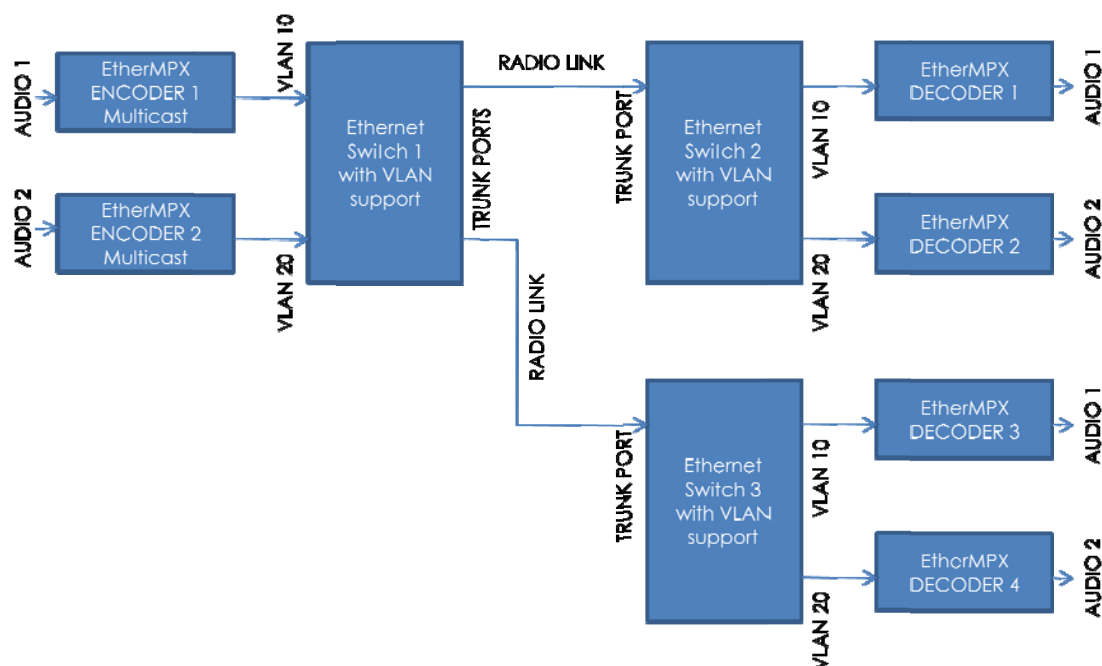 AUDIO 1
EtherMPX
ENCODER 1
Multicast
VLAN 10
AUDIO 2
EtherMPX
ENCODER 2
Multicast
VLAN 20
Ethernet
Switch 1
with VLAN
support
TRUNK PORTS
RADIO LINK
RADIO LINK
TRUNK PORT
Ethernet
Switch 2
with VLAN
support
VLAN 10
EtherMPX
DECODER 1
AUDIO 1
VLAN 20
EtherMPX
DECODER 2
AUDIO 2
TRUNK PORT
Ethernet
Switch 3
with VLAN
support
VLAN 10
EtherMPX
DECODER 3
AUDIO 1
VLAN 20
EtherMPX
DECODER 4
AUDIO 2